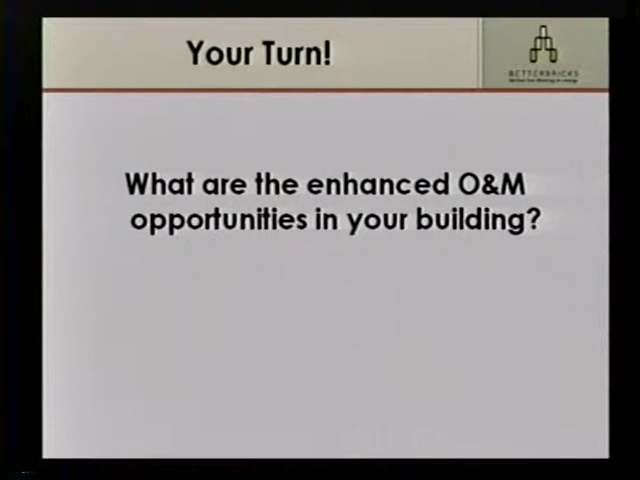 Your Turn!
BETTERBRICKS
What are the enhanced O&M
opportunities in your building?